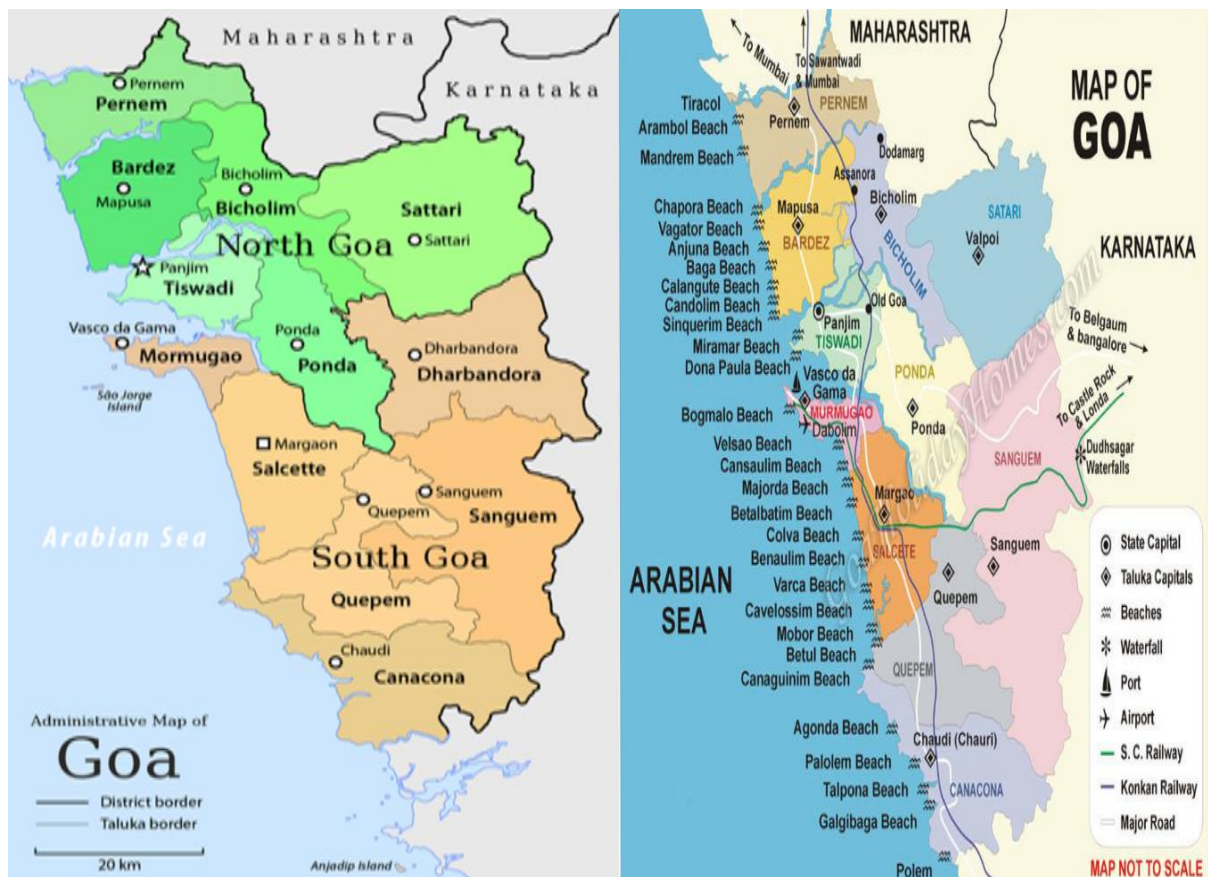 Maharashtra
Karnataka
Pernem
Pernem
Bardez
Mapusa
Bicholim
Bicholim
Sattari
Sattari
North Goa
Panjim
Tiswadi
Vasco da Gama
Mormugao
Ponda
Ponda
Dharbandora
Dharbandora
São Jorge
Island
Margaon
Salcette
Sanguem
Quepem
Sanguem
Arabian Sea
South Goa
Quepem
Chaudi
Canacona
Administrative Map of
Goa
District border
Taluka border
20 km
Anjadip Island
MAHARASHTRA
To Mumbai
To Sawantwadi
& Mumbai
MAP OF
GOA
Tiracol
PERNEM
Arambol Beach
Pernem
Mandrem Beach
Dodamarg
Assanora
Bicholim
Chapora Beach
Mapusa
SATARI
Vagator Beach
BARDEZ
Valpoi
KARNATAKA
Anjuna Beach
BICHOLIM
Baga Beach
Calangute Beach
Candolim Beach
Old Goa
Sinquerim Beach
Panjim
To Belgaum
& bangalore
Miramar Beach
TISWADI
Dona Paula Beach
PONDA
Vasco da
Gama
To Castle Rock
& Londa
Bogmalo Beach
MURMUGAO
Ponda
Dabolim
Velsao Beach
SANGUEM
Dudhsagar
Waterfalls
Cansaulim Beach
Majorda Beach
Margao
Betalbatim Beach
Colva Beach
SALCETE
Benaulim Beach
Sanguem
ARABIAN
SEA
Varca Beach
Quepem
Cavelossim Beach
Mobor Beach
Betul Beach
QUEPEM
Canaguinim Beach
Agonda Beach
Chaudi (Chauri)
Palolem Beach
Talpona Beach
CANACONA
Galgibaga Beach
Polem
State Capital
Taluka Capitals
Beaches
Waterfall
Port
Airport
S. C. Railway
Konkan Railway
Major Road
MAP NOT TO SCALE